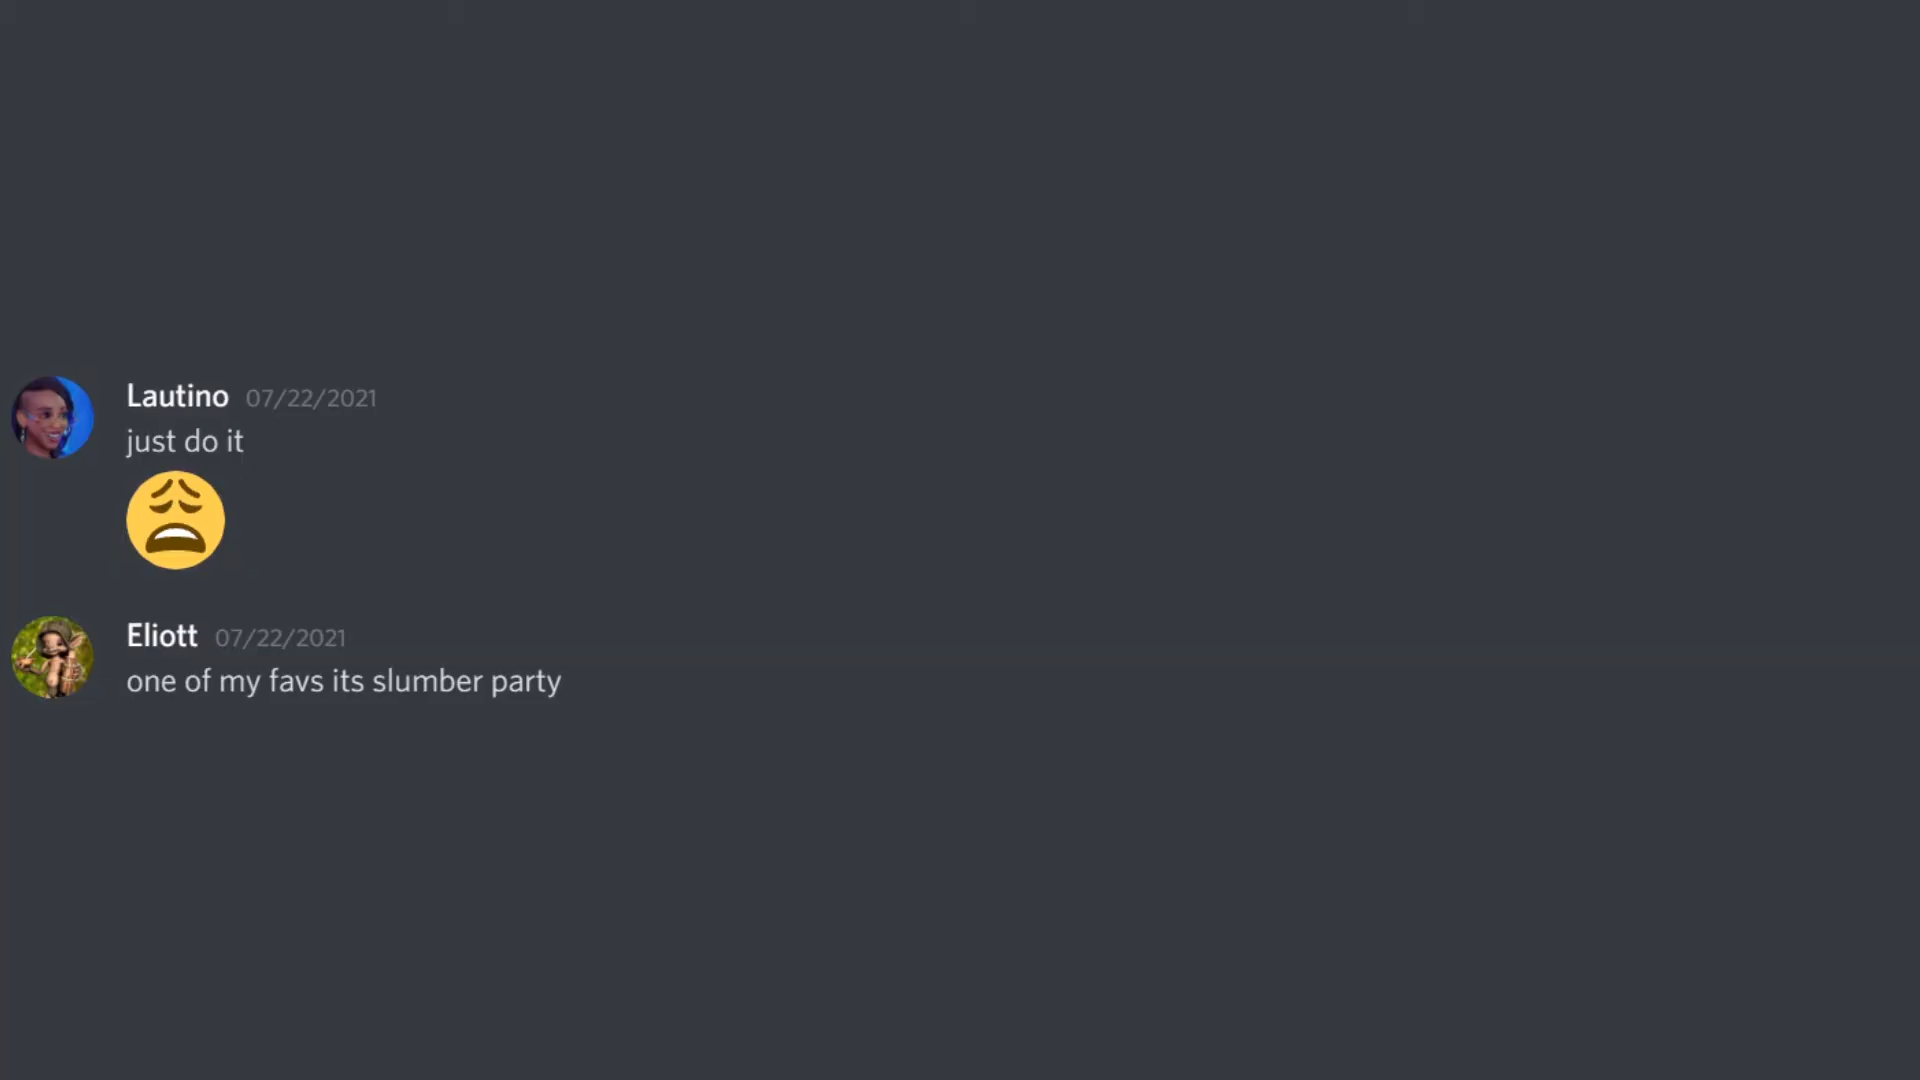 Lautino 07/22/2021
just do it
Eliott 07/22/2021
one of my favs its slumber party